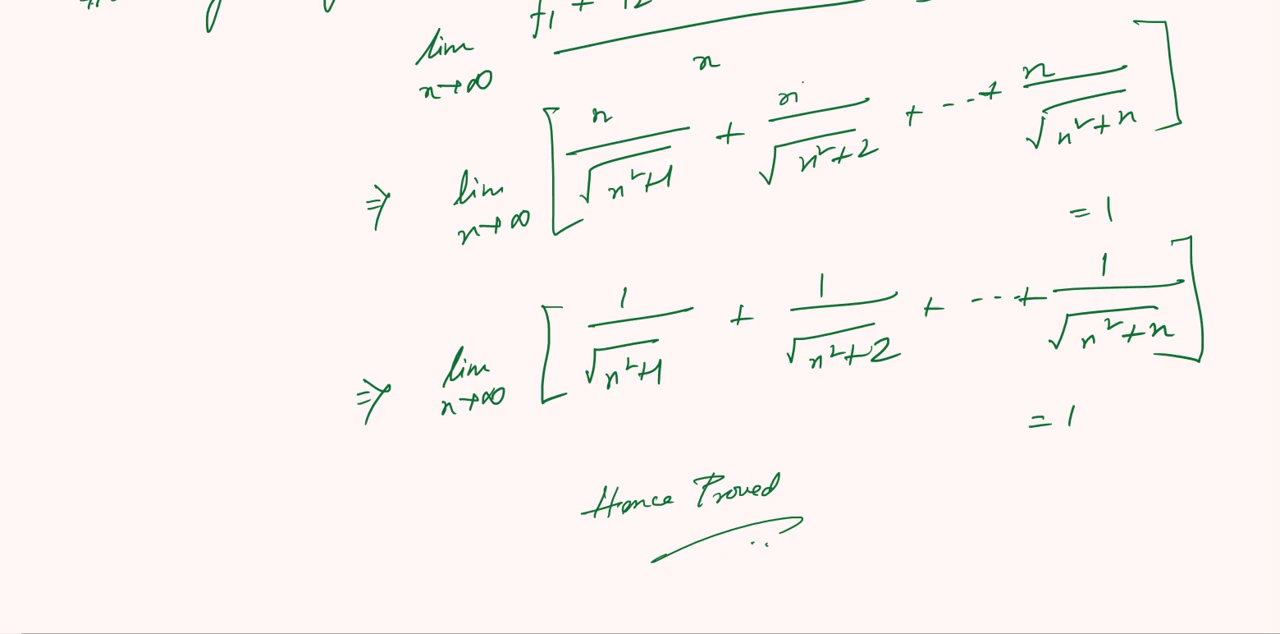 lim n→∞ f₁ + / n
⇒ lim n→∞ [ n/√(n²+1) + n/√(n²+2) + ---+ n/√(n²+n) ]
= 1
⇒ lim n→∞ [ 1/√(n²+1) + 1/√(n²+2) + ---+ 1/√(n²+n) ]
= 1
Hence Proved